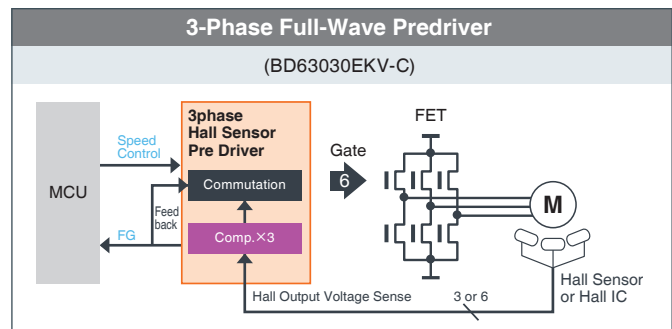 3-Phase Full-Wave Predriver
(BD63030EKV-C)
3phase
Hall Sensor
Pre Driver
FET
Speed
Control
Gate
MCU
Commutation
6
M
Feed
back
FG
Comp.×3
Hall Sensor
or Hall IC
Hall Output Voltage Sense
3 or 6